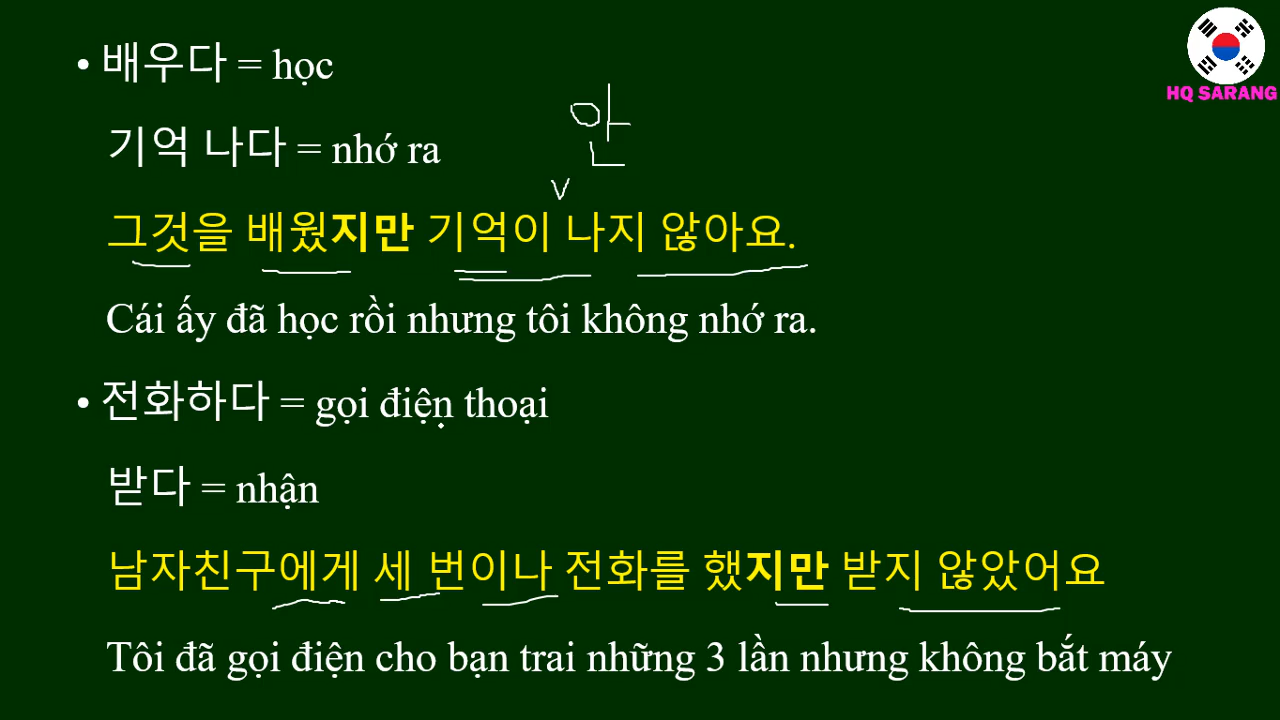 • 배우다 = học
HQ SARANG
안
기억 나다 = nhớ ra
V
그것을 배웠지만 기억이 나지 않아요.
Cái ấy đã học rồi nhưng tôi không nhớ ra.
• 전화하다 = gọi điện thoại
받다 = nhận
남자친구에게 세 번이나 전화를 했지만 받지 않았어요
Tôi đã gọi điện cho bạn trai những 3 lần nhưng không bắt máy